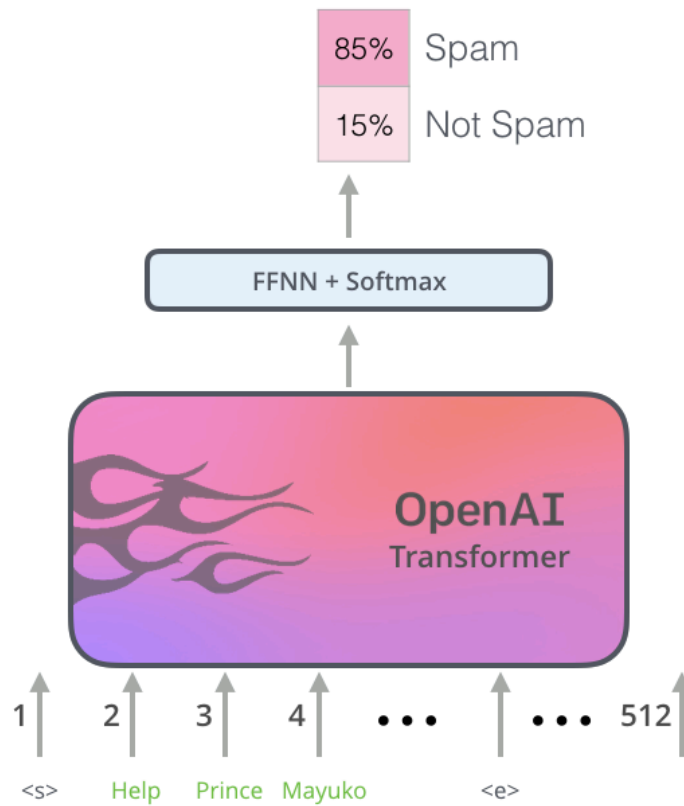 85% Spam
15% Not Spam
FFNN + Softmax
OpenAI
Transformer
1 2 3 4 ... ... 512
<s> Help Prince Mayuko <e>